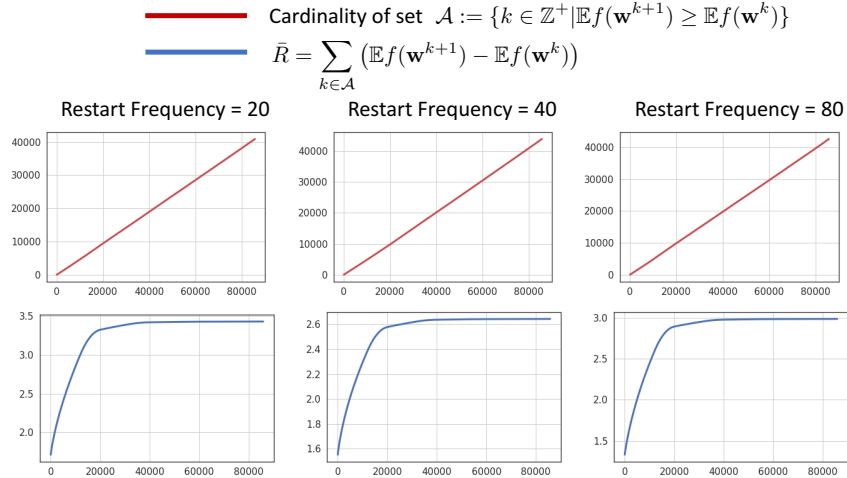 Cardinality of set 𝒜 := {k ∈ ℤ⁺|𝔼f(𝐰ᵏ⁺¹) ≥ 𝔼f(𝐰ᵏ)}
R̄ = ∑_{k∈𝒜} (𝔼f(𝐰ᵏ⁺¹) − 𝔼f(𝐰ᵏ))
Restart Frequency = 20
40000
30000
20000
10000
0
0 20000 40000 60000 80000
3.5
3.0
2.5
2.0
0 20000 40000 60000 80000
Restart Frequency = 40
40000
30000
20000
10000
0
0 20000 40000 60000 80000
2.6
2.4
2.2
2.0
1.8
1.6
0 20000 40000 60000 80000
Restart Frequency = 80
40000
30000
20000
10000
0
0 20000 40000 60000 80000
3.0
2.5
2.0
1.5
0 20000 40000 60000 80000